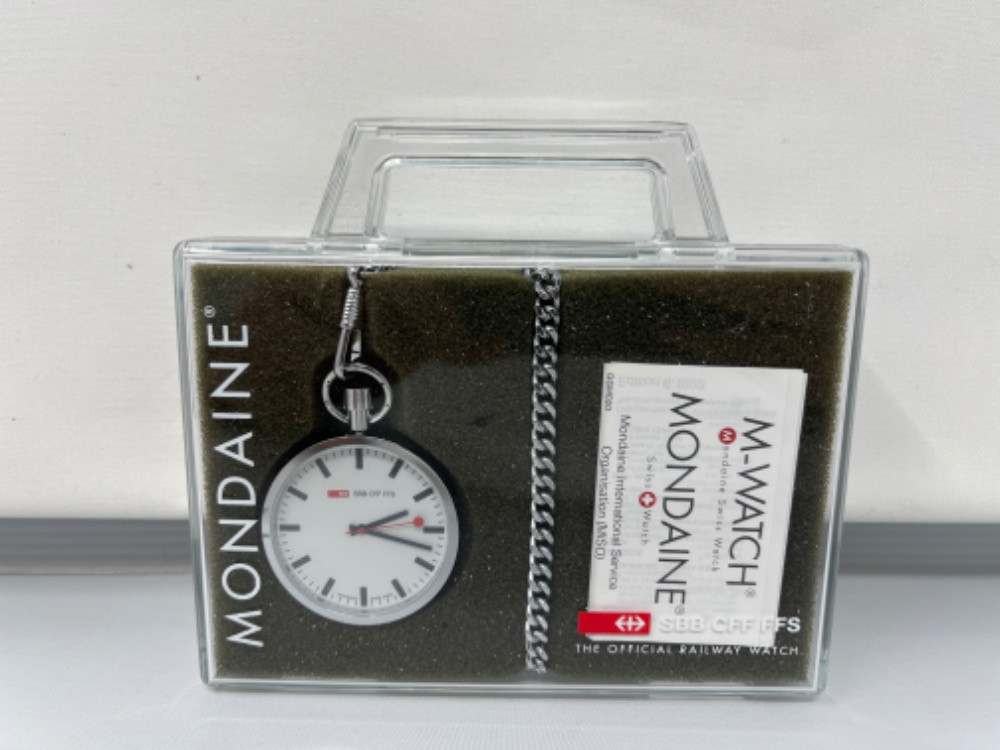 MONDAINE®
SBB CFF FFS
M-WATCH®
Mondaine Swiss Watch
MONDAINE®
Swiss Watch
Mondaine International Service
Organisation (MISO)
SBB CFF FFS
THE OFFICIAL RAILWAY WATCH